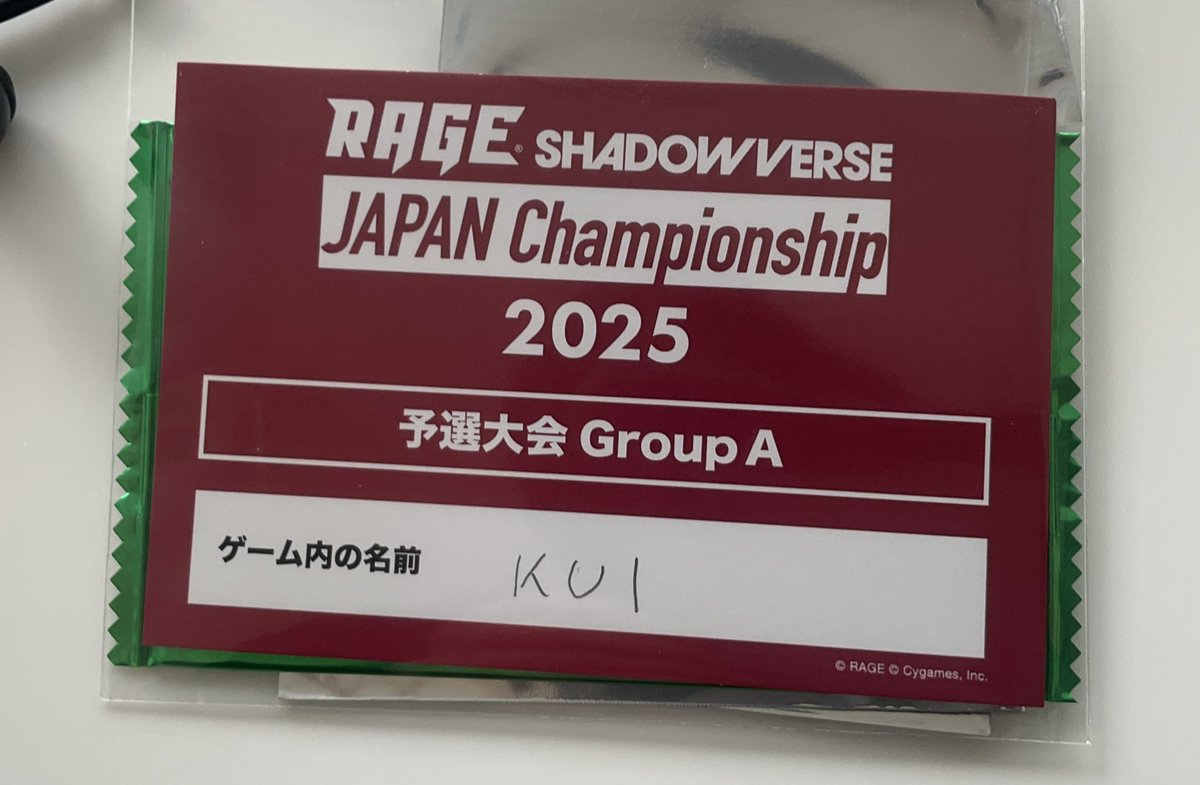 RAGE® SHADOWVERSE
JAPAN Championship
2025
予選大会 Group A
ゲーム内の名前 KUI
© RAGE © Cygames, Inc.